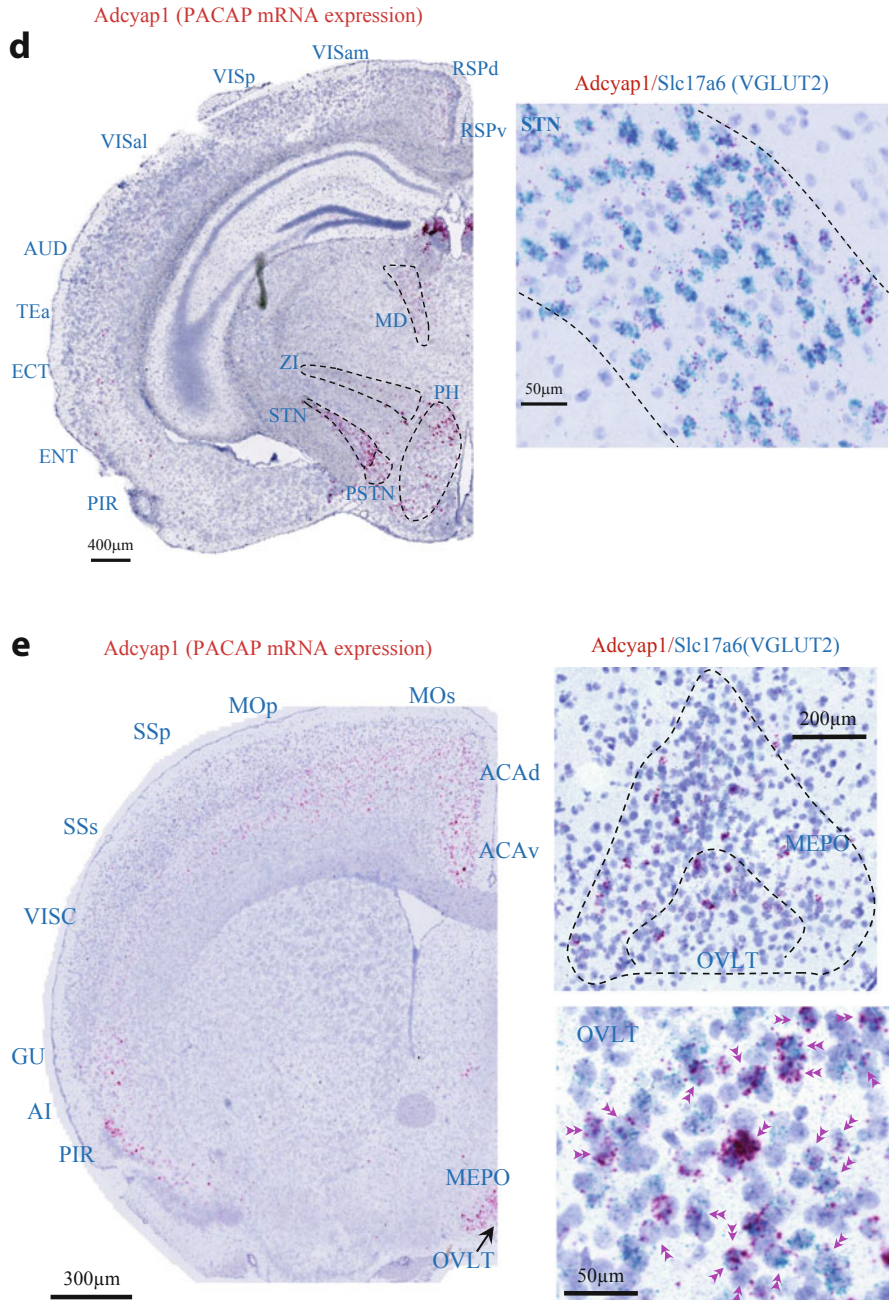 d
Adcyap1 (PACAP mRNA expression)
VISam
VISp
RSPd
RSPv
VISal
AUD
TEa
ECT
ENT
PIR
MD
ZI
PH
STN
PSTN
400μm
Adcyap1/Slc17a6 (VGLUT2)
STN
50μm
e
Adcyap1 (PACAP mRNA expression)
MOs
MOp
SSp
ACAd
SSs
ACAv
VISC
GU
AI
PIR
MEPO
OVLT
300μm
Adcyap1/Slc17a6(VGLUT2)
200μm
MEPO
OVLT
OVLT
50μm